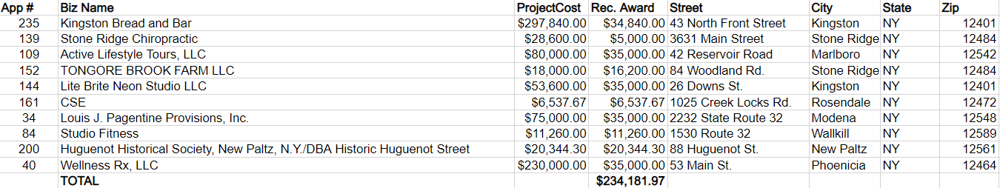 App # Biz Name ProjectCost Rec. Award Street City State Zip
235 Kingston Bread and Bar $297,840.00 $34,840.00 43 North Front Street Kingston NY 12401
139 Stone Ridge Chiropractic $28,600.00 $5,000.00 3631 Main Street Stone Ridge NY 12484
109 Active Lifestyle Tours, LLC $80,000.00 $35,000.00 42 Reservoir Road Marlboro NY 12542
152 TONGORE BROOK FARM LLC $18,000.00 $16,200.00 84 Woodland Rd. Stone Ridge NY 12484
144 Lite Brite Neon Studio LLC $53,600.00 $35,000.00 26 Downs St. Kingston NY 12401
161 CSE $6,537.67 $6,537.67 1025 Creek Locks Rd. Rosendale NY 12472
34 Louis J. Pagentine Provisions, Inc. $75,000.00 $35,000.00 2232 State Route 32 Modena NY 12548
84 Studio Fitness $11,260.00 $11,260.00 1530 Route 32 Wallkill NY 12589
200 Huguenot Historical Society, New Paltz, N.Y./DBA Historic Huguenot Street $20,344.30 $20,344.30 88 Huguenot St. New Paltz NY 12561
40 Wellness Rx, LLC $230,000.00 $35,000.00 53 Main St. Phoenicia NY 12464
TOTAL $234,181.97